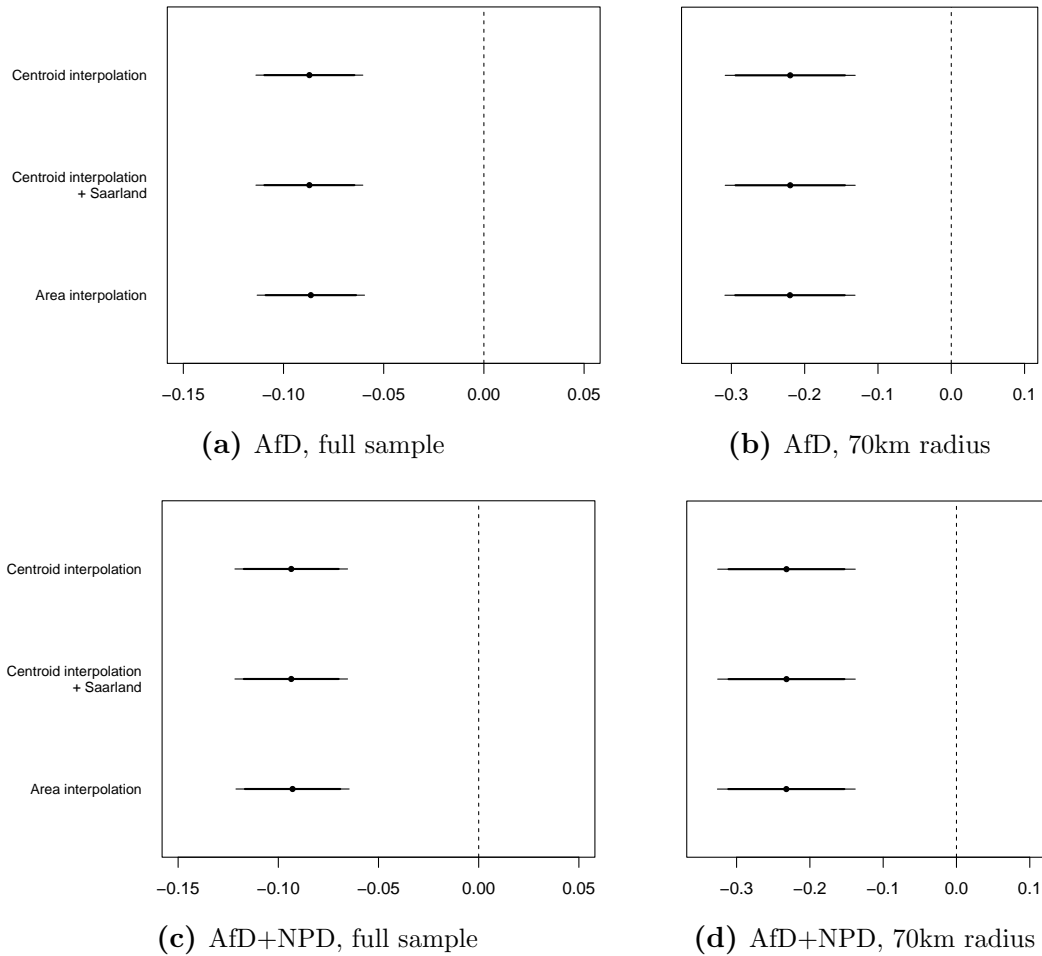 Centroid interpolation
Centroid interpolation
+ Saarland
Area interpolation
−0.15 −0.10 −0.05 0.00 0.05
(a) AfD, full sample
−0.3 −0.2 −0.1 0.0 0.1
(b) AfD, 70km radius
Centroid interpolation
Centroid interpolation
+ Saarland
Area interpolation
−0.15 −0.10 −0.05 0.00 0.05
(c) AfD+NPD, full sample
−0.3 −0.2 −0.1 0.0 0.1
(d) AfD+NPD, 70km radius